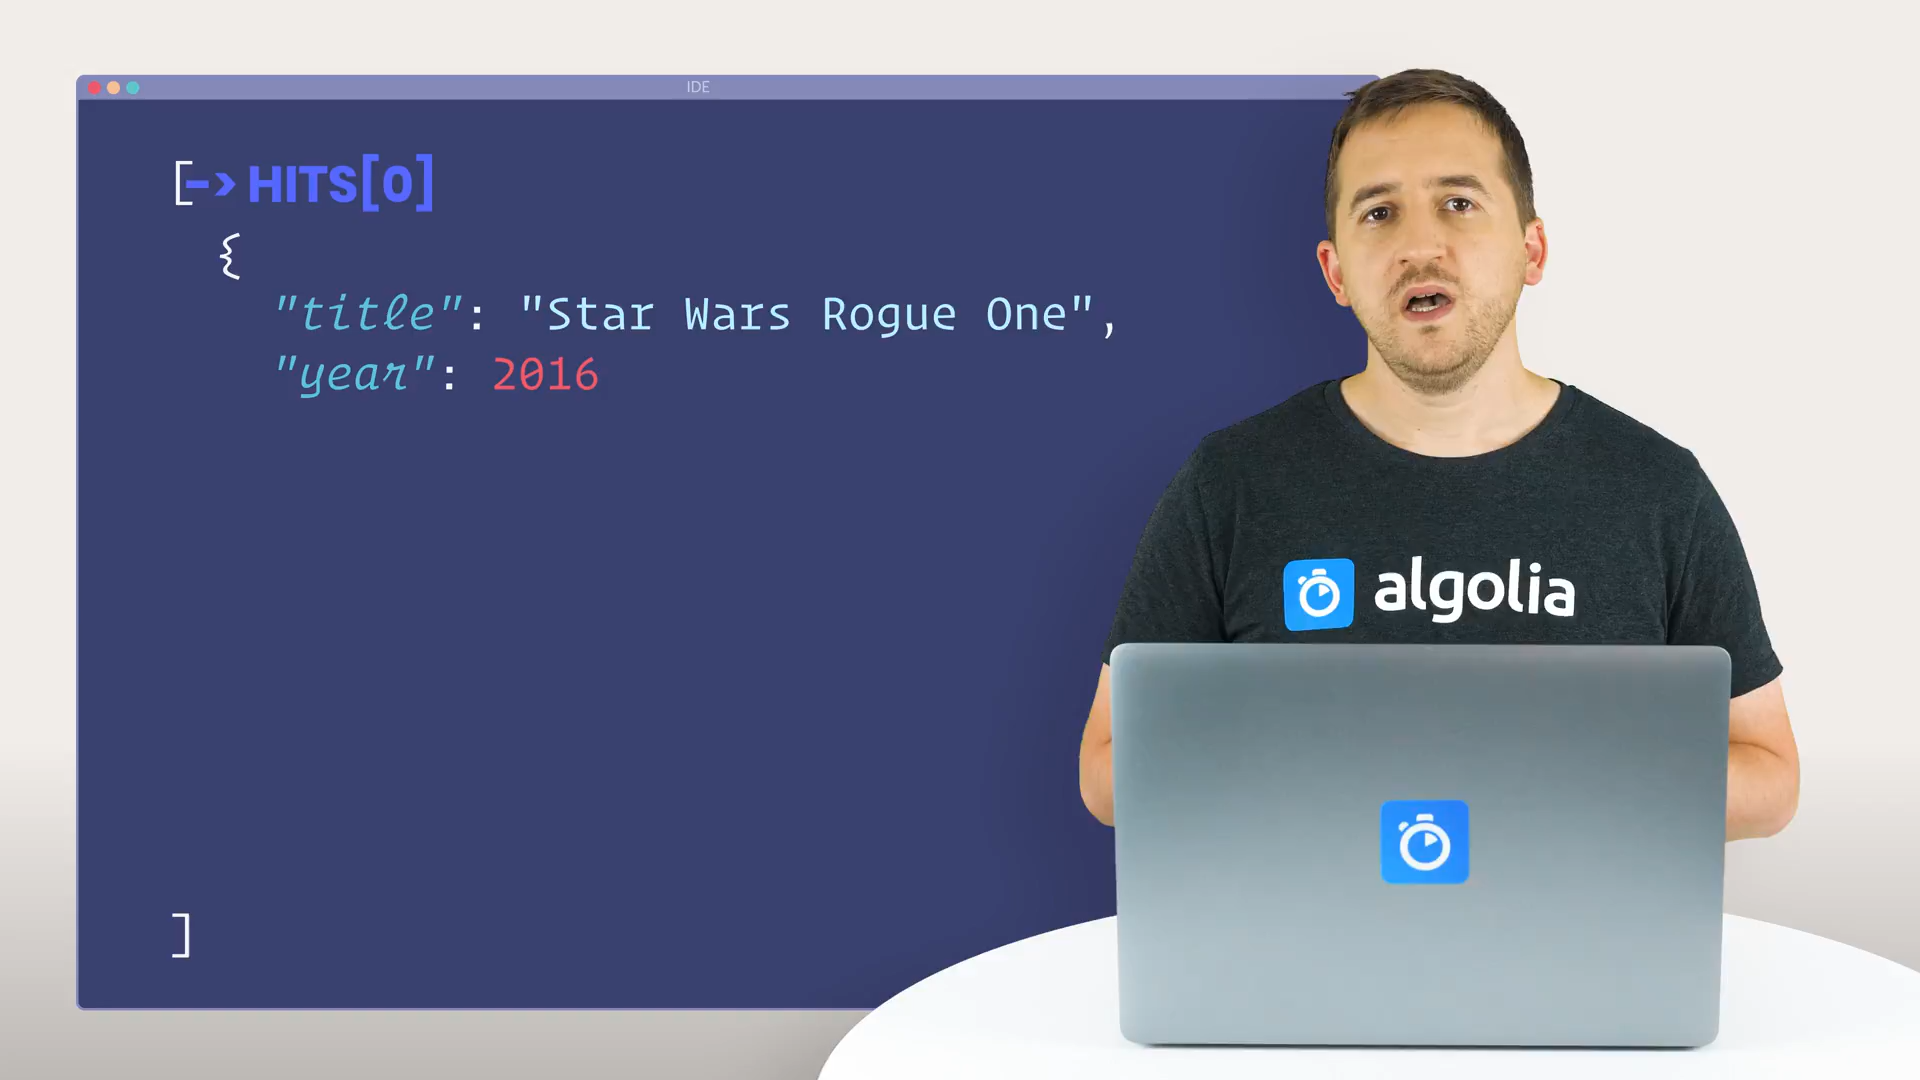 IDE
[-> HITS[0]
{
"title": "Star Wars Rogue One",
"year": 2016
]
algolia